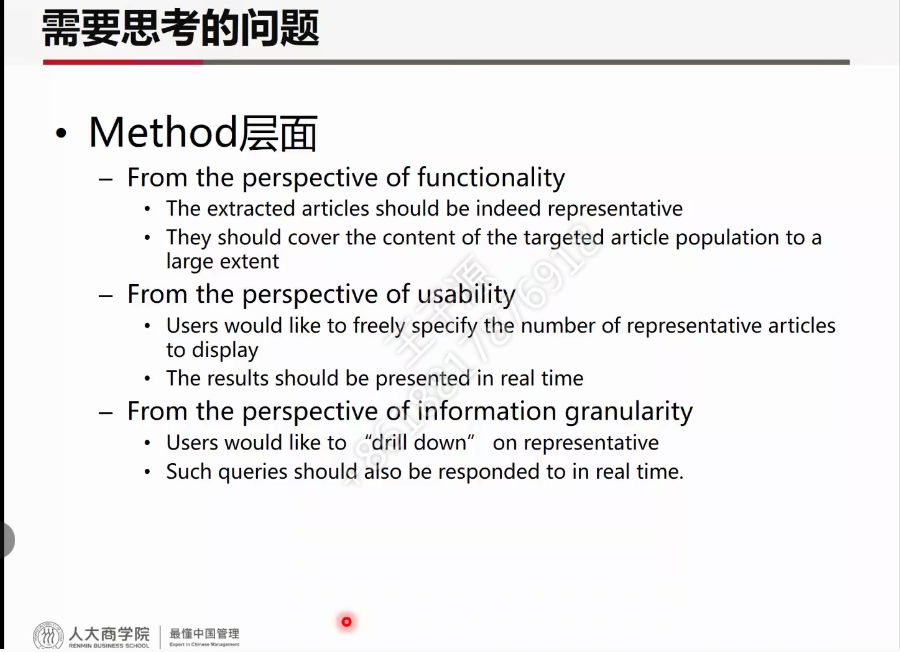 需要思考的问题
• Method层面
– From the perspective of functionality
• The extracted articles should be indeed representative
• They should cover the content of the targeted article population to a
large extent
– From the perspective of usability
• Users would like to freely specify the number of representative articles
to display
• The results should be presented in real time
– From the perspective of information granularity
• Users would like to “drill down” on representative
• Such queries should also be responded to in real time.
人大商学院
RENMIN BUSINESS SCHOOL
最懂中国管理
Expert in Chinese Management